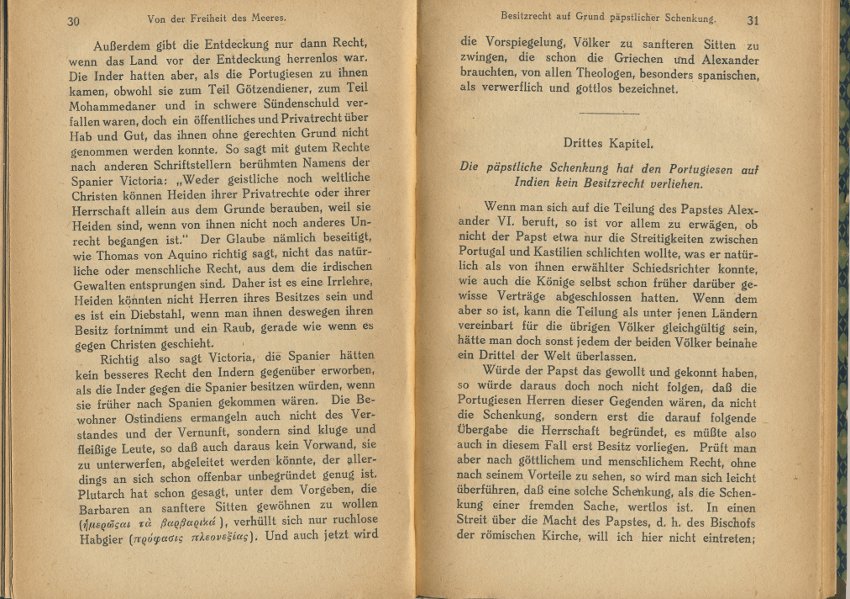 30
Von der Freiheit des Meeres.
Außerdem gibt die Entdeckung nur dann Recht,
wenn das Land vor der Entdeckung herrenlos war.
Die Inder hatten aber, als die Portugiesen zu ihnen
kamen, obwohl sie zum Teil Götzendiener, zum Teil
Mohammedaner und in schwere Sündenschuld ver-
fallen waren, doch ein öffentliches und Privatrecht über
Hab und Gut, das ihnen ohne gerechten Grund nicht
genommen werden konnte. So sagt mit gutem Rechte
nach anderen Schriftstellern berühmten Namens der
Spanier Victoria: „Weder geistliche noch weltliche
Christen können Heiden ihrer Privatrechte oder ihrer
Herrschaft allein aus dem Grunde berauben, weil sie
Heiden sind, wenn von ihnen nicht noch anderes Un-
recht begangen ist.“ Der Glaube nämlich beseitigt,
wie Thomas von Aquino richtig sagt, nicht das natür-
liche oder menschliche Recht, aus dem die irdischen
Gewalten entsprungen sind. Daher ist es eine Irrlehre,
Heiden könnten nicht Herren ihres Besitzes sein und
es ist ein Diebstahl, wenn man ihnen deswegen ihren
Besitz fortnimmt und ein Raub, gerade wie wenn es
gegen Christen geschieht.
Richtig also sagt Victoria, die Spanier hätten
kein besseres Recht den Indern gegenüber erworben,
als die Inder gegen die Spanier besitzen würden, wenn
sie früher nach Spanien gekommen wären. Die Be-
wohner Ostindiens ermangeln auch nicht des Ver-
standes und der Vernunft, sondern sind kluge und
fleißige Leute, so daß auch daraus kein Vorwand, sie
zu unterwerfen, abgeleitet werden könnte, der aller-
dings an sich schon offenbar unbegründet genug ist.
Plutarch hat schon gesagt, unter dem Vorgeben, die
Barbaren an sanftere Sitten gewöhnen zu wollen
(ἡμερῶσαι τὰ βαρβαρικά), verhüllt sich nur ruchlose
Habgier (πρόφασις πλεονεξίας). Und auch jetzt wird
Besitzrecht auf Grund päpstlicher Schenkung.
31
die Vorspiegelung, Völker zu sanfteren Sitten zu
zwingen, die schon die Griechen und Alexander
brauchten, von allen Theologen, besonders spanischen,
als verwerflich und gottlos bezeichnet.
Drittes Kapitel.
Die päpstliche Schenkung hat den Portugiesen auf
Indien kein Besitzrecht verliehen.
Wenn man sich auf die Teilung des Papstes Alex-
ander VI. beruft, so ist vor allem zu erwägen, ob
nicht der Papst etwa nur die Streitigkeiten zwischen
Portugal und Kastilien schlichten wollte, was er natür-
lich als von ihnen erwählter Schiedsrichter konnte,
wie auch die Könige selbst schon früher darüber ge-
wisse Verträge abgeschlossen hatten. Wenn dem
aber so ist, kann die Teilung als unter jenen Ländern
vereinbart für die übrigen Völker gleichgültig sein,
hätte man doch sonst jedem der beiden Völker beinahe
ein Drittel der Welt überlassen.
Würde der Papst das gewollt und gekonnt haben,
so würde daraus doch noch nicht folgen, daß die
Portugiesen Herren dieser Gegenden wären, da nicht
die Schenkung, sondern erst die darauf folgende
Übergabe die Herrschaft begründet, es müßte also
auch in diesem Fall erst Besitz vorliegen. Prüft man
aber nach göttlichem und menschlichem Recht, ohne
nach seinem Vorteile zu sehen, so wird man sich leicht
überführen, daß eine solche Schenkung, als die Schen-
kung einer fremden Sache, wertlos ist. In einen
Streit über die Macht des Papstes, d. h. des Bischofs
der römischen Kirche, will ich hier nicht eintreten;